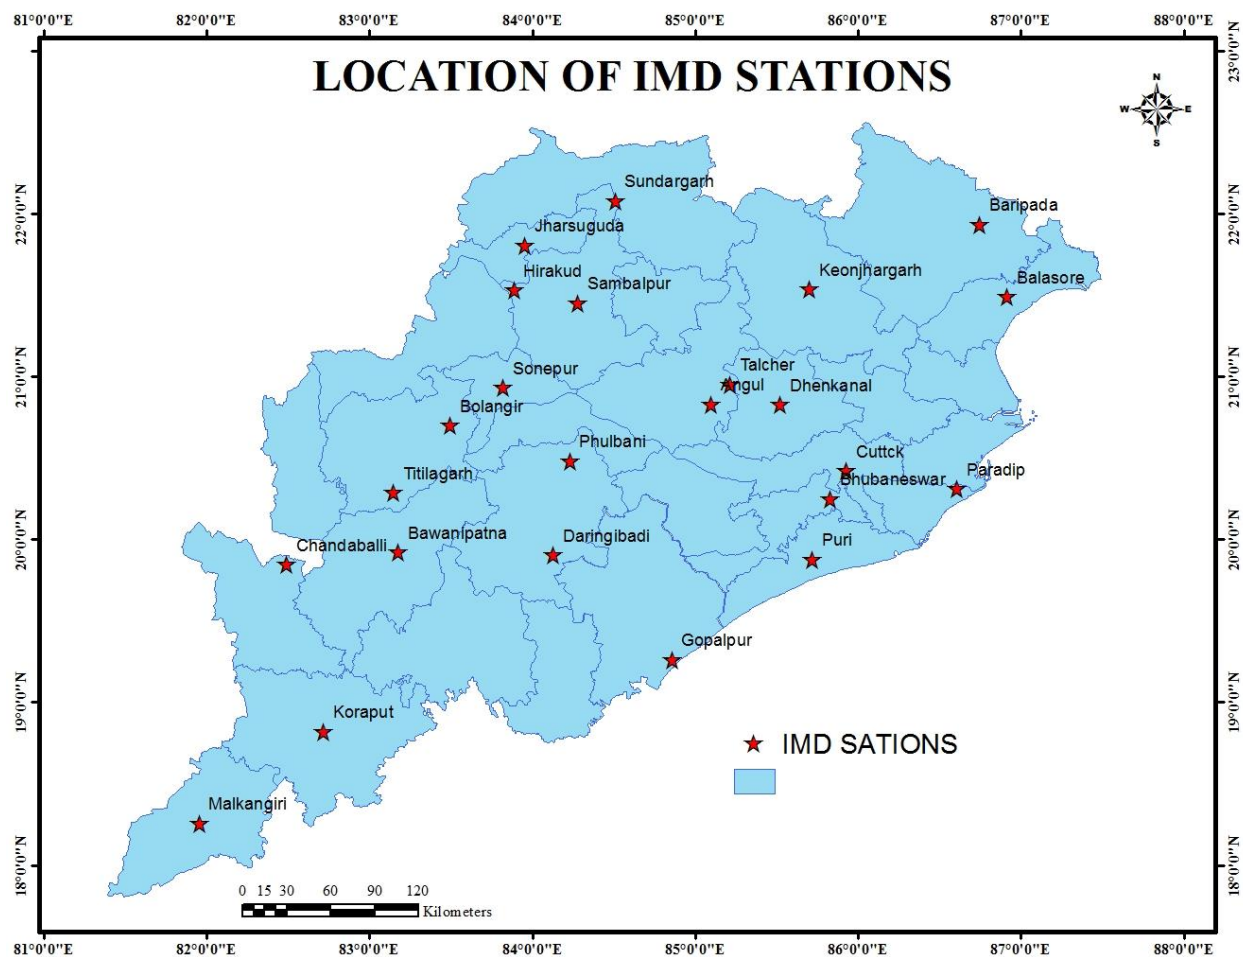 81°0'0"E 82°0'0"E 83°0'0"E 84°0'0"E 85°0'0"E 86°0'0"E 87°0'0"E 88°0'0"E
LOCATION OF IMD STATIONS
N
W E
S
23°0'0"N
22°0'0"N 22°0'0"N
21°0'0"N 21°0'0"N
20°0'0"N 20°0'0"N
19°0'0"N 19°0'0"N
18°0'0"N 18°0'0"N
Sundargarh
Baripada
Jharsuguda
Hirakud
Keonjhargarh
Sambalpur
Balasore
Sonepur
Talcher
Angul
Dhenkanal
Bolangir
Phulbani
Cuttck
Titilagarh
Bhubaneswar
Paradip
Chandaballi
Bawanipatna
Daringibadi
Puri
Gopalpur
Koraput
IMD SATIONS
Malkangiri
0 15 30 60 90 120
Kilometers
81°0'0"E 82°0'0"E 83°0'0"E 84°0'0"E 85°0'0"E 86°0'0"E 87°0'0"E 88°0'0"E